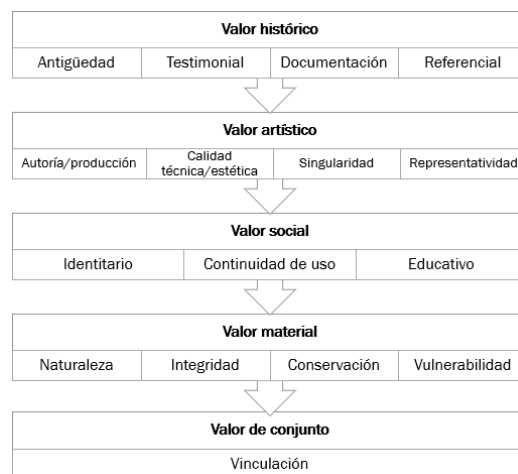 Valor histórico
Antigüedad Testimonial Documentación Referencial
Valor artístico
Autoría/producción Calidad técnica/estética Singularidad Representatividad
Valor social
Identitario Continuidad de uso Educativo
Valor material
Naturaleza Integridad Conservación Vulnerabilidad
Valor de conjunto
Vinculación